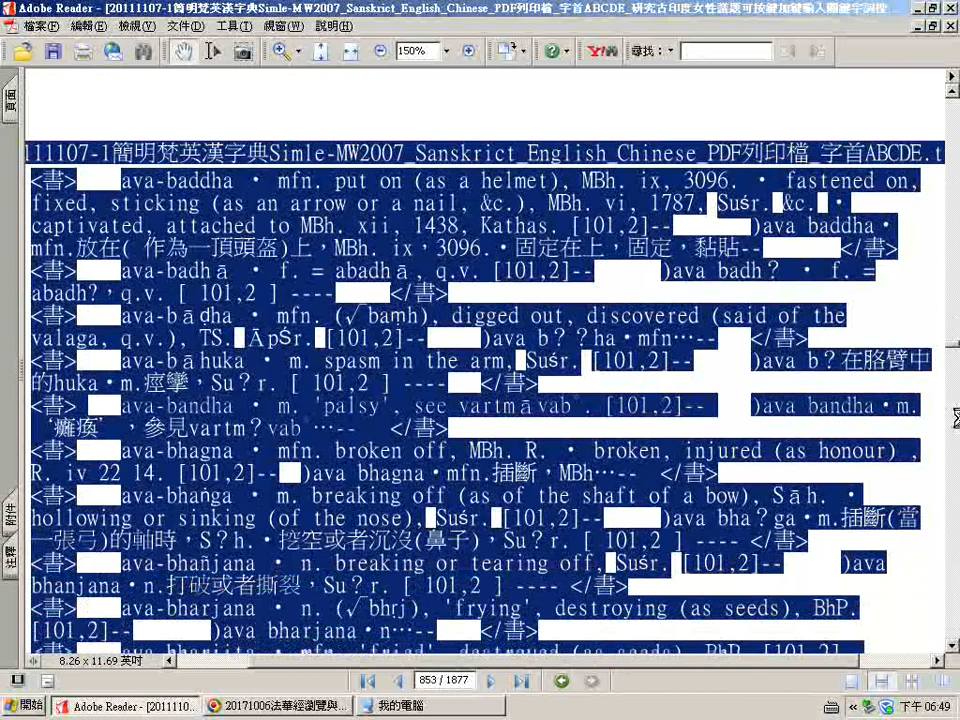 Adobe Reader - [20111107-1簡明梵英漢字典Simle-MW2007_Sanskrict_English_Chinese_PDF列印檔_字首ABCDE_研究古印度女性議題可按鍵加鍵輸入關鍵字詞搜
檔案(F) 編輯(E) 檢視(V) 文件(D) 工具(T) 視窗(W) 說明(H)
150% Y! 尋找:
頁面
111107-1簡明梵英漢字典Simle-MW2007_Sanskrict_English_Chinese_PDF列印檔_字首ABCDE.t
<書> ava-baddha · mfn. put on (as a helmet), MBh. ix, 3096. · fastened on,
fixed, sticking (as an arrow or a nail, &c.), MBh. vi, 1787, Suśr. &c. ·
captivated, attached to MBh. xii, 1438, Kathas. [101,2]-- )ava baddha·
mfn.放在( 作為一頂頭盔)上，MBh. ix，3096.·固定在上，固定，黏貼-- </書>
<書> ava-badhā · f. = abadhā, q.v. [101,2]-- )ava badh? · f. =
abadh?，q.v. [ 101,2 ] ---- </書>
<書> ava-bāḍha · mfn. (√baṃh), digged out, discovered (said of the
valaga, q.v.), TS. ĀpŚr. [101,2]-- )ava b??ha·mfn…-- </書>
<書> ava-bāhuka · m. spasm in the arm, Suśr. [101,2]-- )ava b?在胳臂中
的huka·m.痙攣，Su?r. [ 101,2 ] ---- </書>
<書> ava-bandha · m. 'palsy', see vartmāvab˚. [101,2]-- )ava bandha·m.
‘癱瘓’，參見vartm?vab˚…-- </書>
<書> ava-bhagna · mfn. broken off, MBh. R. · broken, injured (as honour) ,
R. iv 22 14. [101,2]-- )ava bhagna·mfn.插斷，MBh…-- </書>
<書> ava-bhaṅga · m. breaking off (as of the shaft of a bow), Sāh. ·
hollowing or sinking (of the nose), Suśr. [101,2]-- )ava bha?ga·m.插斷(當
一張弓)的軸時，S?h.·挖空或者沉沒(鼻子)，Su?r. [ 101,2 ] ---- </書>
<書> ava-bhañjana · n. breaking or tearing off, Suśr. [101,2]-- )ava
bhanjana·n.打破或者撕裂，Su?r. [ 101,2 ] ---- </書>
<書> ava-bharjana · n. (√bhṛj), 'frying', destroying (as seeds), BhP.
[101,2]-- )ava bharjana·n…-- </書>
附件
註釋
8.26 x 11.69 英吋
853 / 1877
開始 Adobe Reader - [2011110... 20171006法華經瀏覽與... 我的電腦 下午 06:49